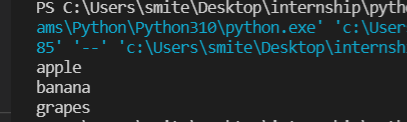 PS C:\Users\smite\Desktop\internship\pyth
ams\Python\Python310\python.exe' 'c:\User
85' '--' 'c:\Users\smite\Desktop\internsh
apple
banana
grapes